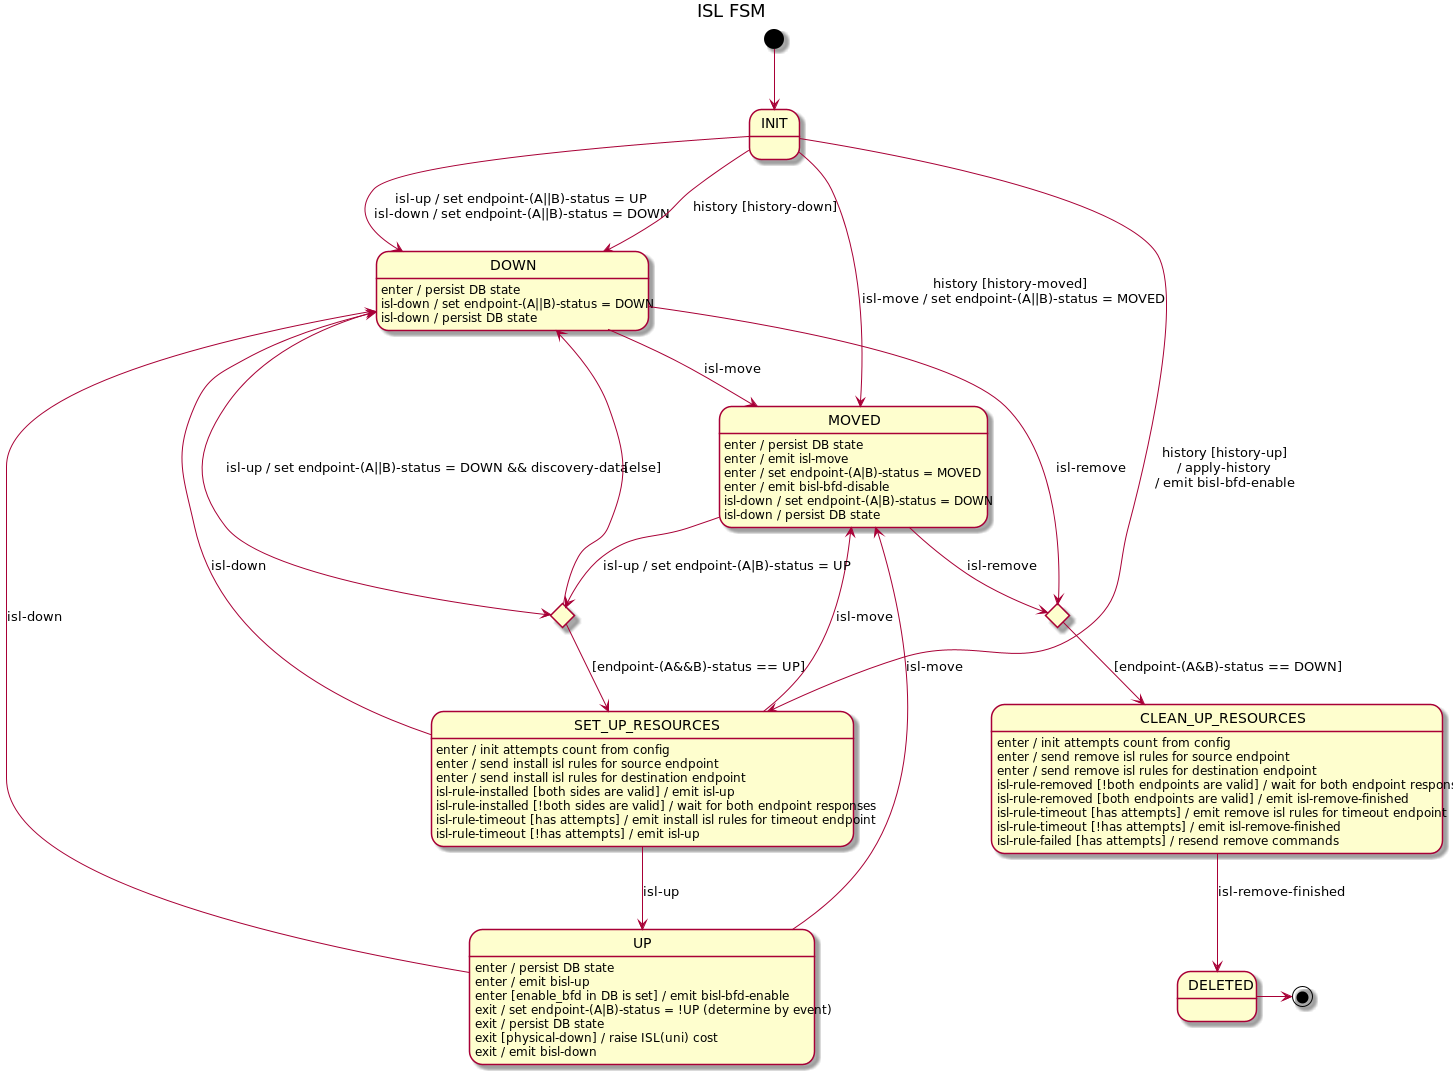 ISL FSM
INIT
isl-up / set endpoint-(A||B)-status = UP
isl-down / set endpoint-(A||B)-status = DOWN
history [history-down]
history [history-moved]
isl-move / set endpoint-(A||B)-status = MOVED
DOWN
enter / persist DB state
isl-down / set endpoint-(A||B)-status = DOWN
isl-down / persist DB state
isl-move
MOVED
enter / persist DB state
enter / emit isl-move
enter / set endpoint-(A|B)-status = MOVED
enter / emit bisl-bfd-disable
isl-down / set endpoint-(A|B)-status = DOWN
isl-down / persist DB state
isl-up / set endpoint-(A||B)-status = DOWN && discovery-data
[else]
isl-remove
history [history-up]
/ apply-history
/ emit bisl-bfd-enable
isl-down
isl-up / set endpoint-(A|B)-status = UP
isl-remove
isl-down
isl-move
[endpoint-(A&&B)-status == UP]
isl-move
[endpoint-(A&B)-status == DOWN]
SET_UP_RESOURCES
enter / init attempts count from config
enter / send install isl rules for source endpoint
enter / send install isl rules for destination endpoint
isl-rule-installed [both sides are valid] / emit isl-up
isl-rule-installed [!both sides are valid] / wait for both endpoint responses
isl-rule-timeout [has attempts] / emit install isl rules for timeout endpoint
isl-rule-timeout [!has attempts] / emit isl-up
CLEAN_UP_RESOURCES
enter / init attempts count from config
enter / send remove isl rules for source endpoint
enter / send remove isl rules for destination endpoint
isl-rule-removed [!both endpoints are valid] / wait for both endpoint respons
isl-rule-removed [both endpoints are valid] / emit isl-remove-finished
isl-rule-timeout [has attempts] / emit remove isl rules for timeout endpoint
isl-rule-timeout [!has attempts] / emit isl-remove-finished
isl-rule-failed [has attempts] / resend remove commands
isl-up
isl-remove-finished
UP
enter / persist DB state
enter / emit bisl-up
enter [enable_bfd in DB is set] / emit bisl-bfd-enable
exit / set endpoint-(A|B)-status = !UP (determine by event)
exit / persist DB state
exit [physical-down] / raise ISL(uni) cost
exit / emit bisl-down
DELETED